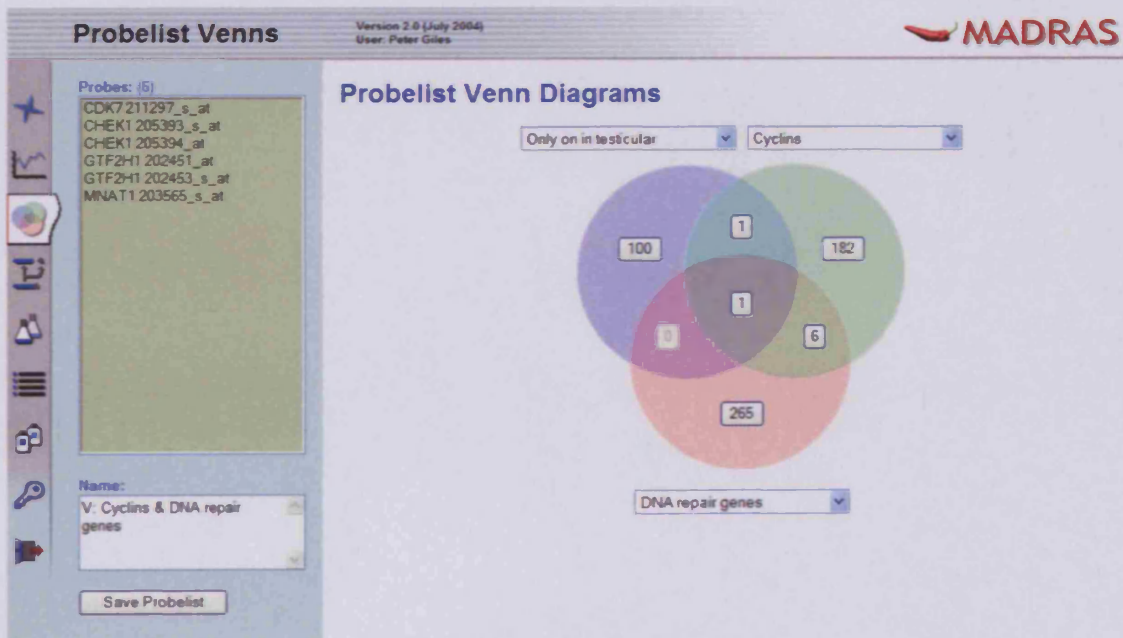 Probelist Venns
Version 2.0 (July 2004)
User: Peter Giles
MADRAS
Probes: (6)
CDK7 211297_s_at
CHEK1 205393_s_at
CHEK1 205394_at
GTF2H1 202451_at
GTF2H1 202453_s_at
MNAT1 203565_s_at
Name:
V: Cyclins & DNA repair
genes
Save Probelist
Probelist Venn Diagrams
Only on in testicular
Cyclins
1
100
182
1
0
6
265
DNA repair genes